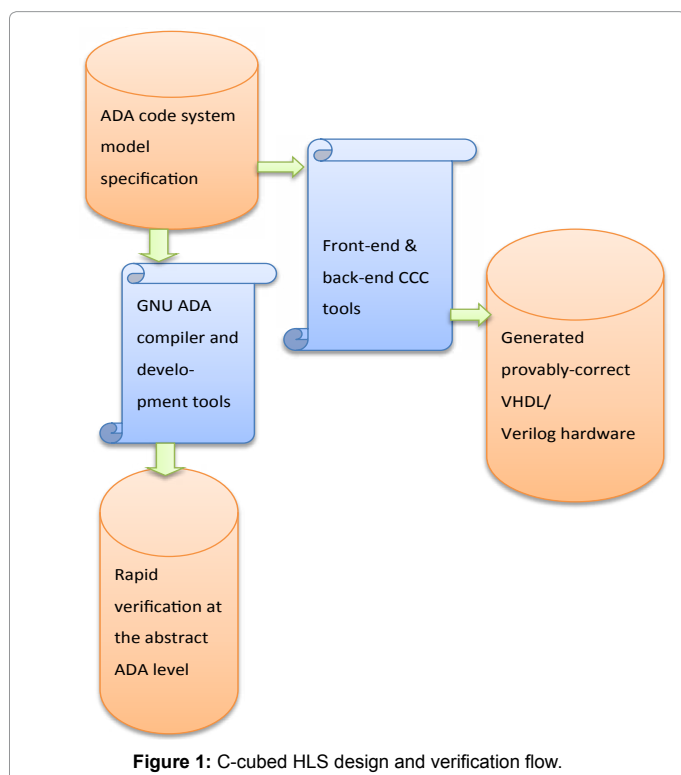 ADA code system
model
specification
Front-end &
back-end CCC
tools
GNU ADA
compiler and
develo-
pment tools
Generated
provably-correct
VHDL/
Verilog hardware
Rapid
verification at
the abstract
ADA level
Figure 1: C-cubed HLS design and verification flow.